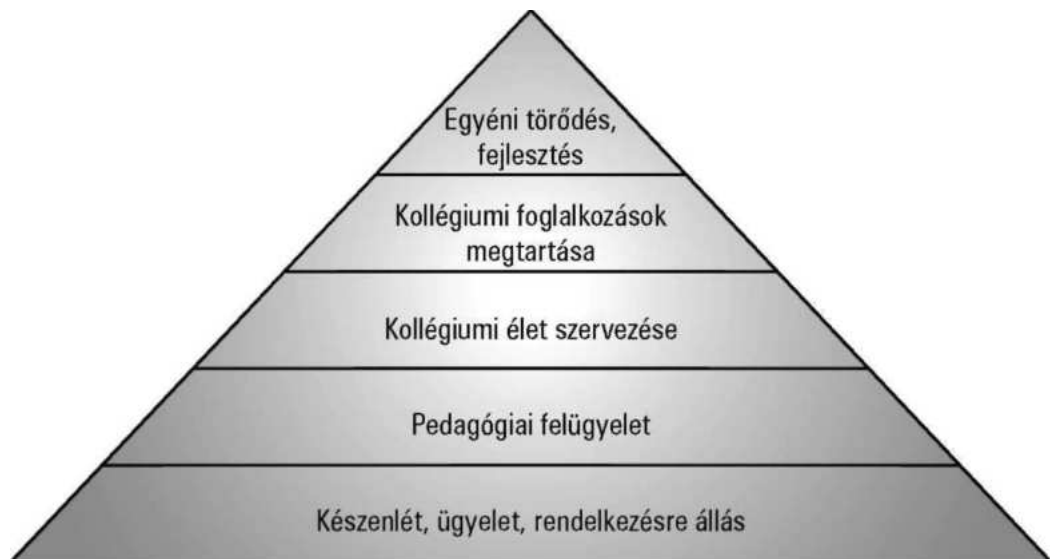 Egyéni törődés,
fejlesztés
Kollégiumi foglalkozások
megtartása
Kollégiumi élet szervezése
Pedagógiai felügyelet
Készenlét, ügyelet, rendelkezésre állás